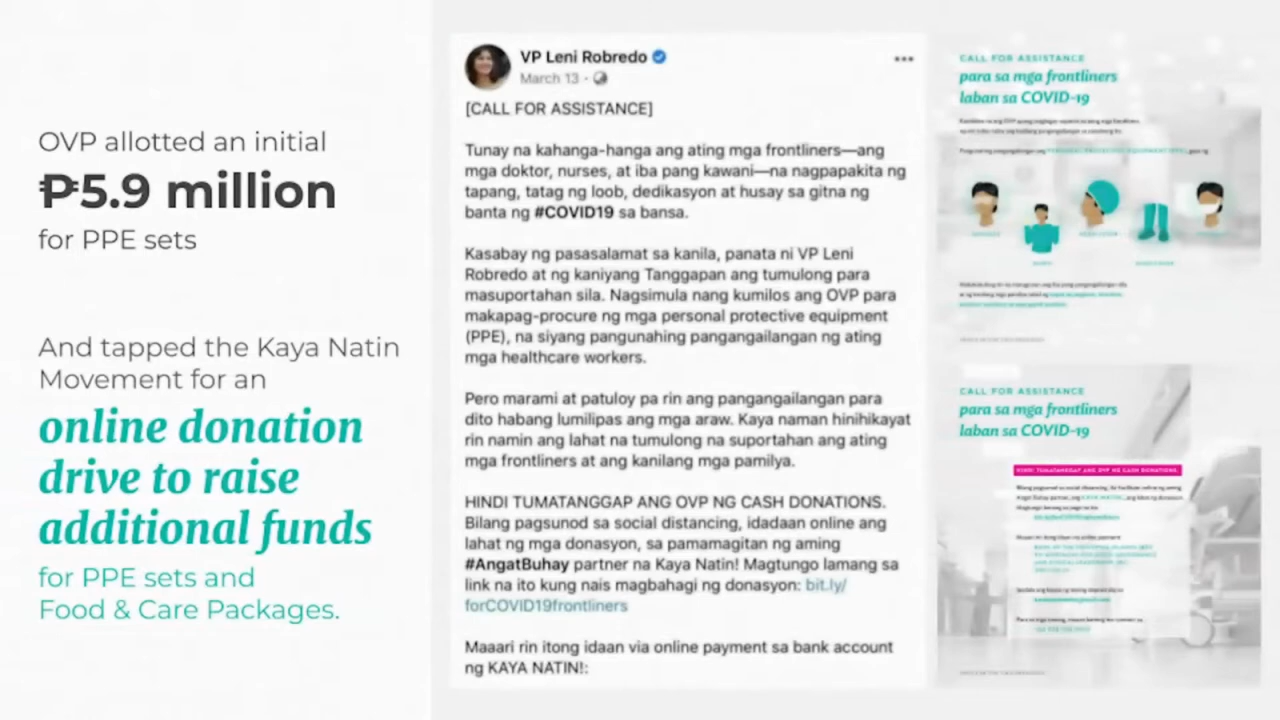 OVP allotted an initial
₱5.9 million
for PPE sets
And tapped the Kaya Natin
Movement for an
online donation
drive to raise
additional funds
for PPE sets and
Food & Care Packages.
VP Leni Robredo
March 13
[CALL FOR ASSISTANCE]
Tunay na kahanga-hanga ang ating mga frontliners—ang
mga doktor, nurses, at iba pang kawani—na nagpapakita ng
tapang, tatag ng loob, dedikasyon at husay sa gitna ng
banta ng #COVID19 sa bansa.
Kasabay ng pasasalamat sa kanila, panata ni VP Leni
Robredo at ng kaniyang Tanggapan ang tumulong para
masuportahan sila. Nagsimula nang kumilos ang OVP para
makapag-procure ng mga personal protective equipment
(PPE), na siyang pangunahing pangangailangan ng ating
mga healthcare workers.
Pero marami at patuloy pa rin ang pangangailangan para
dito habang lumilipas ang mga araw. Kaya naman hinihikayat
rin namin ang lahat na tumulong na suportahan ang ating
mga frontliners at ang kanilang mga pamilya.
HINDI TUMATANGGAP ANG OVP NG CASH DONATIONS.
Bilang pagsunod sa social distancing, idadaan online ang
lahat ng mga donasyon, sa pamamagitan ng aming
#AngatBuhay partner na Kaya Natin! Magtungo lamang sa
link na ito kung nais magbahagi ng donasyon: bit.ly/
forCOVID19frontliners
Maaari rin itong idaan via online payment sa bank account
ng KAYA NATIN!:
CALL FOR ASSISTANCE
para sa mga frontliners
laban sa COVID-19
CALL FOR ASSISTANCE
para sa mga frontliners
laban sa COVID-19
HINDI TUMATANGGAP ANG OVP NG CASH DONATIONS.